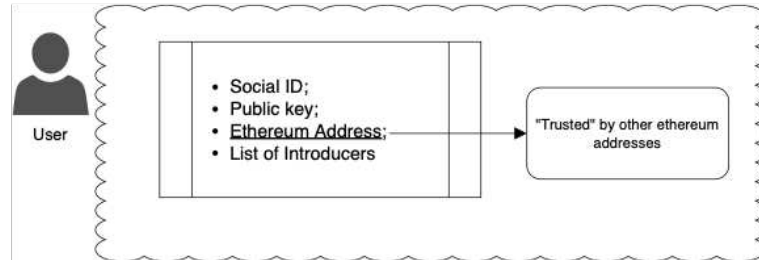 User
• Social ID;
• Public key;
• Ethereum Address;
• List of Introducers
"Trusted" by other ethereum
addresses